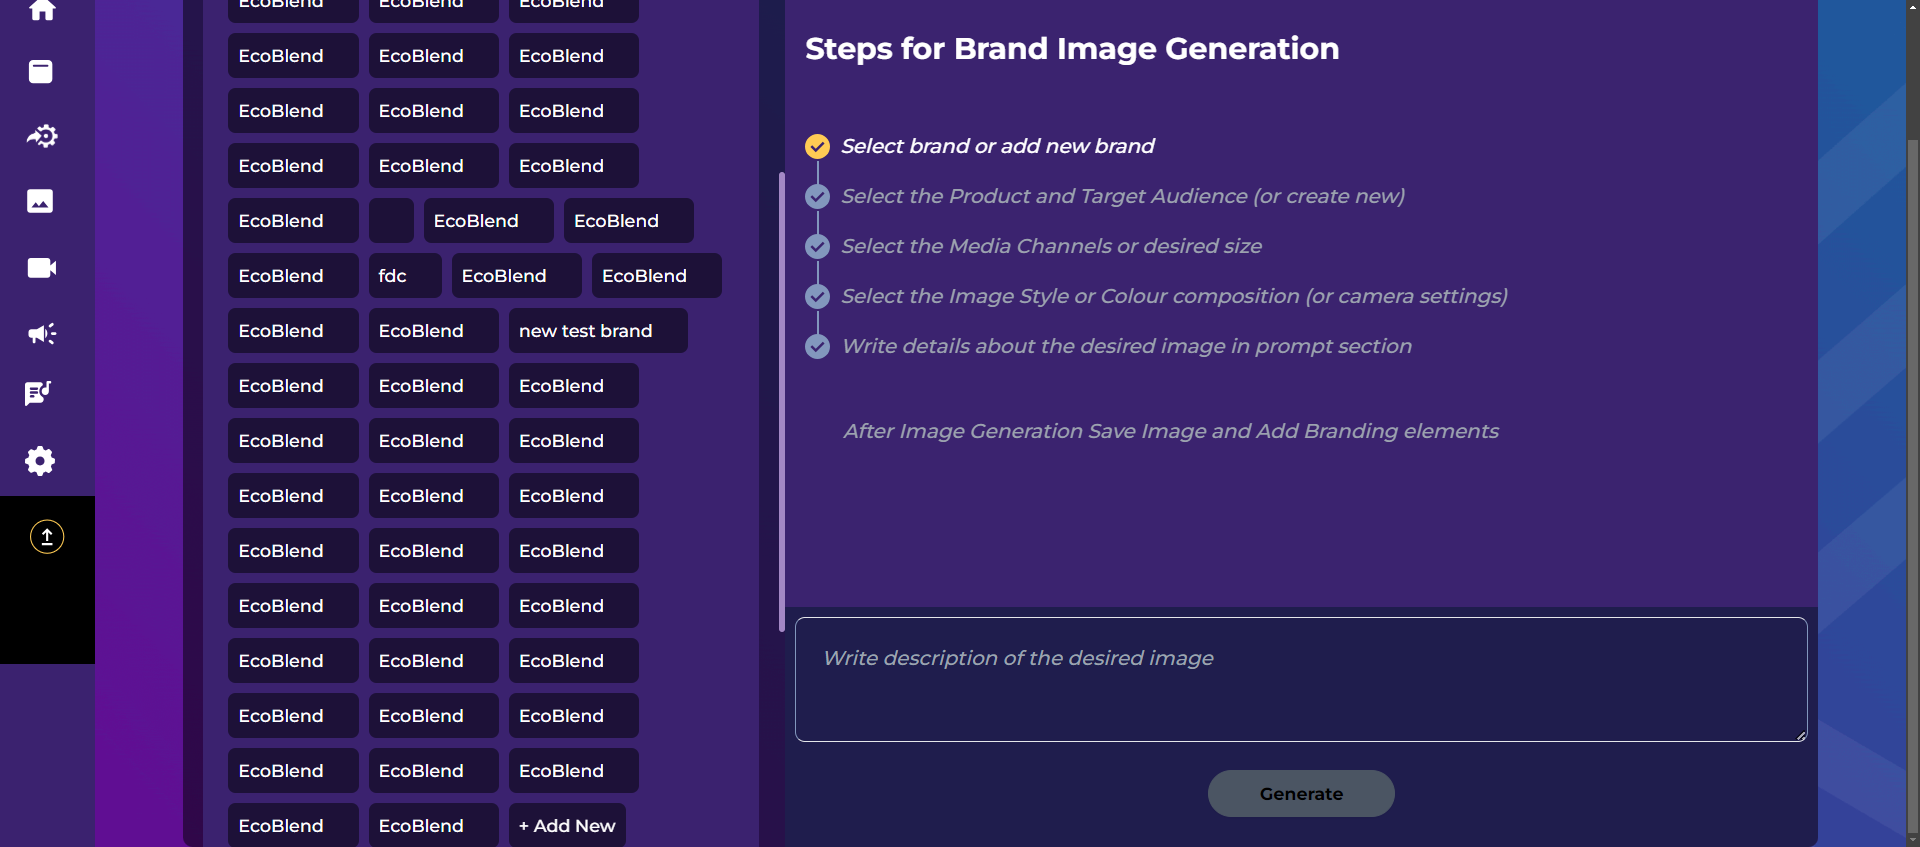 EcoBlend EcoBlend EcoBlend
EcoBlend EcoBlend EcoBlend
EcoBlend EcoBlend EcoBlend
EcoBlend EcoBlend EcoBlend
EcoBlend EcoBlend EcoBlend
EcoBlend fdc EcoBlend EcoBlend
EcoBlend EcoBlend new test brand
EcoBlend EcoBlend EcoBlend
EcoBlend EcoBlend EcoBlend
EcoBlend EcoBlend EcoBlend
EcoBlend EcoBlend EcoBlend
EcoBlend EcoBlend EcoBlend
EcoBlend EcoBlend EcoBlend
EcoBlend EcoBlend EcoBlend
EcoBlend EcoBlend EcoBlend
EcoBlend EcoBlend + Add New
Steps for Brand Image Generation
Select brand or add new brand
Select the Product and Target Audience (or create new)
Select the Media Channels or desired size
Select the Image Style or Colour composition (or camera settings)
Write details about the desired image in prompt section
After Image Generation Save Image and Add Branding elements
Write description of the desired image
Generate